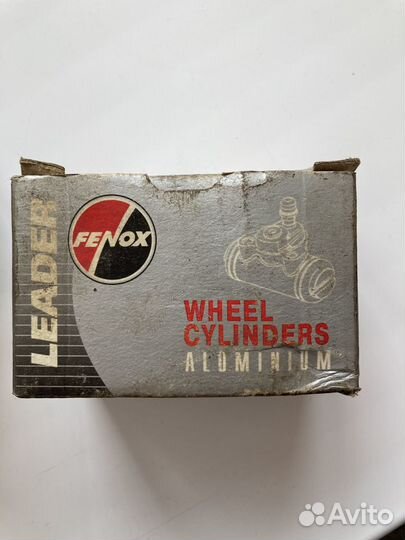 LEADER
FENOX
WHEEL
CYLINDERS
ALUMINIUM
Avito